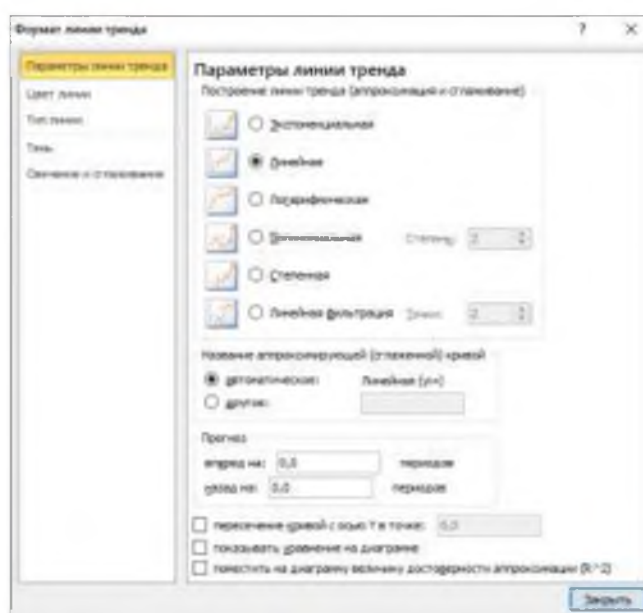 Формат линии тренда
Параметры линии тренда
Цвет линии
Тип линии
Тень
Свечение и сглаживание
Параметры линии тренда
Построение линии тренда (аппроксимация и сглаживание)
Экспоненциальная
Линейная
Логарифмическая
Полиномиальная Степень: 2
Степенная
Линейная фильтрация Точки: 2
Название аппроксимирующей (сглаженной) кривой
автоматическое: Линейная (y(x))
другое:
Прогноз
вперед на: 0,0 периодов
назад на: 0,0 периодов
пересечение кривой с осью Y в точке: 0,0
показывать уравнение на диаграмме
поместить на диаграмму величину достоверности аппроксимации (R^2)
Закрыть